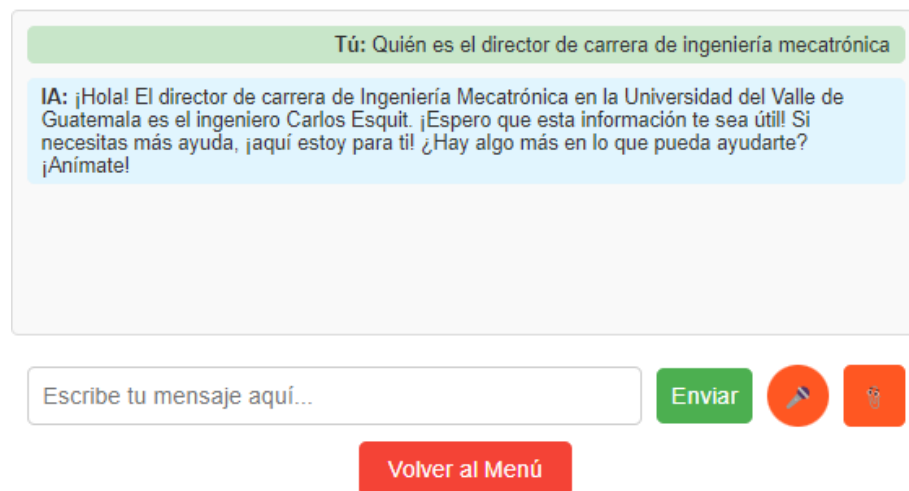 Tú: Quién es el director de carrera de ingeniería mecatrónica
IA: ¡Hola! El director de carrera de Ingeniería Mecatrónica en la Universidad del Valle de
Guatemala es el ingeniero Carlos Esquit. ¡Espero que esta información te sea útil! Si
necesitas más ayuda, ¡aquí estoy para ti! ¿Hay algo más en lo que pueda ayudarte?
¡Anímate!
Escribe tu mensaje aquí...
Enviar
Volver al Menú